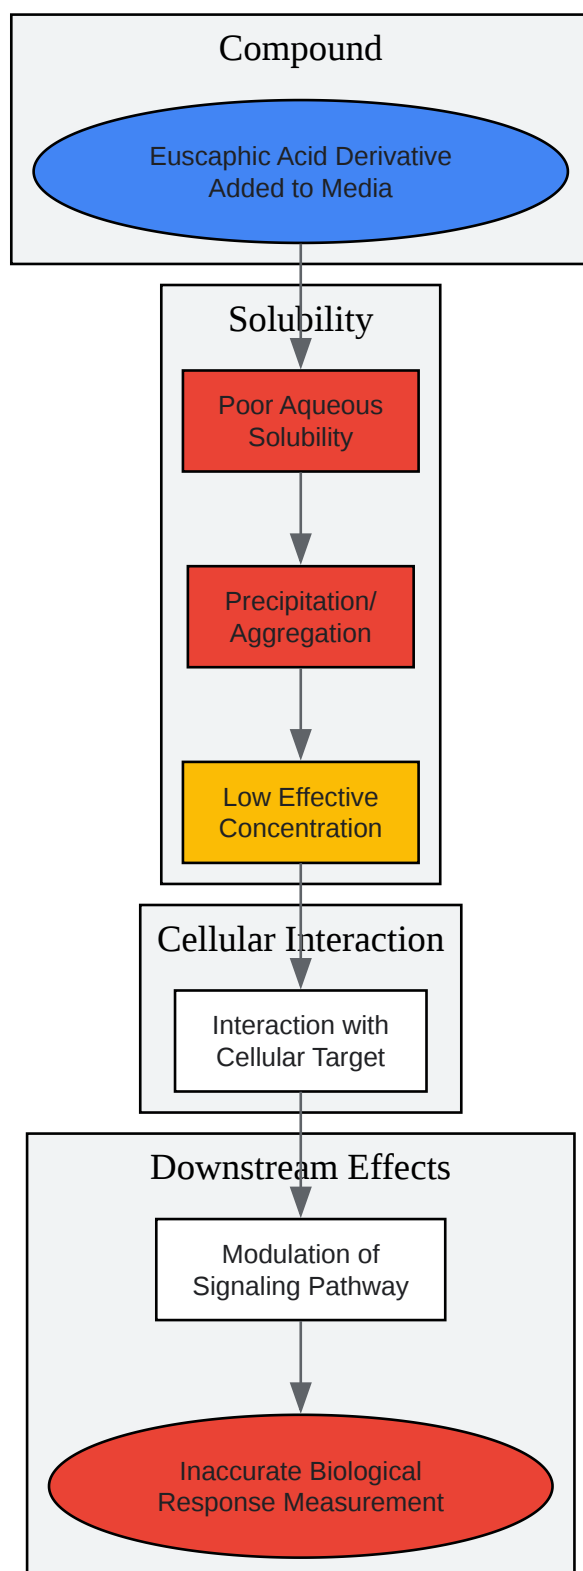 Compound
Euscaphic Acid Derivative
Added to Media
Solubility
Poor Aqueous
Solubility
Precipitation/
Aggregation
Low Effective
Concentration
Cellular Interaction
Interaction with
Cellular Target
Downstream Effects
Modulation of
Signaling Pathway
Inaccurate Biological
Response Measurement